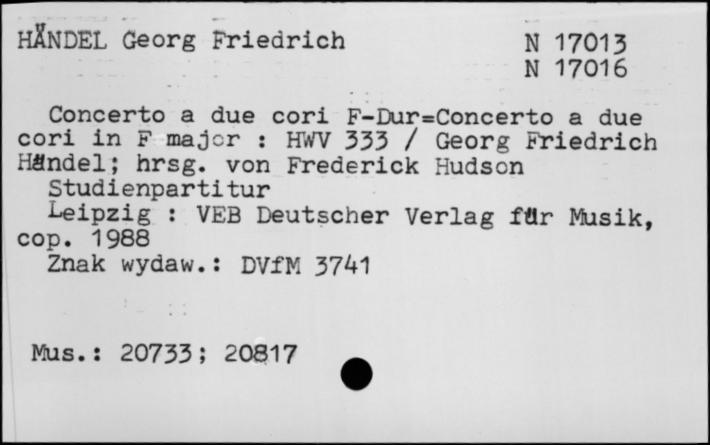 HÄNDEL Georg Friedrich N 17013
N 17016
Concerto a due cori F-Dur=Concerto a due
cori in F major : HWV 333 / Georg Friedrich
Händel; hrsg. von Frederick Hudson
Studienpartitur
Leipzig : VEB Deutscher Verlag für Musik,
cop. 1988
Znak wydaw.: DVfM 3741
Mus.: 20733; 20817